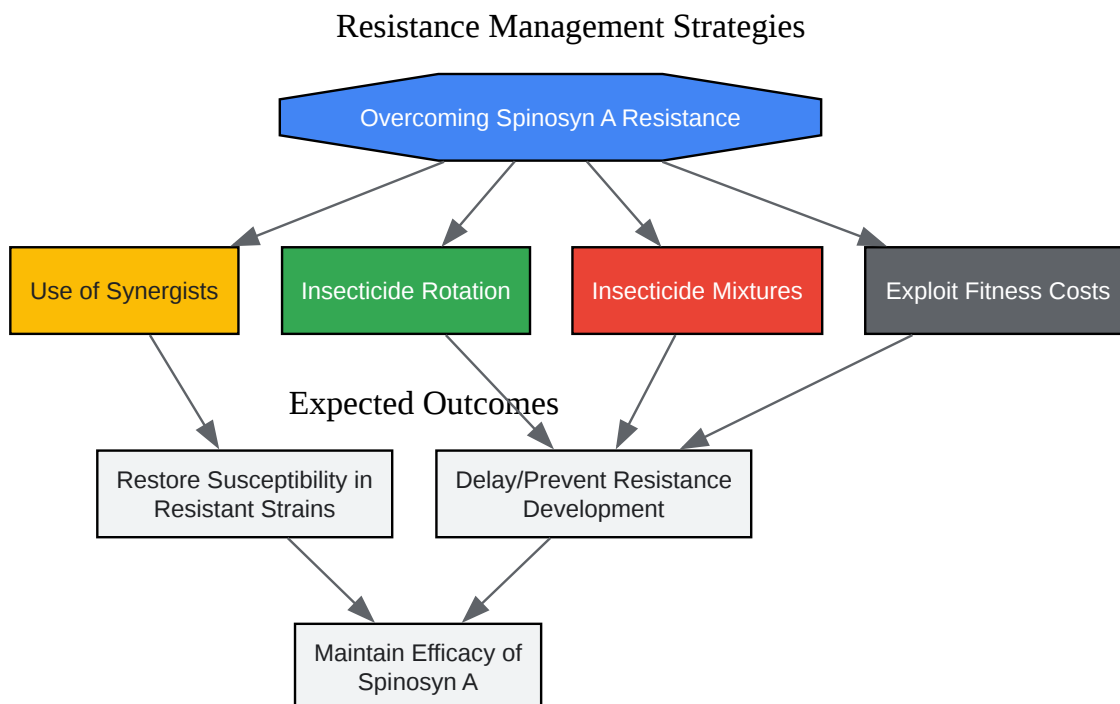 Resistance Management Strategies
Overcoming Spinosyn A Resistance
Use of Synergists
Insecticide Rotation
Insecticide Mixtures
Exploit Fitness Costs
Expected Outcomes
Restore Susceptibility in
Resistant Strains
Delay/Prevent Resistance
Development
Maintain Efficacy of
Spinosyn A